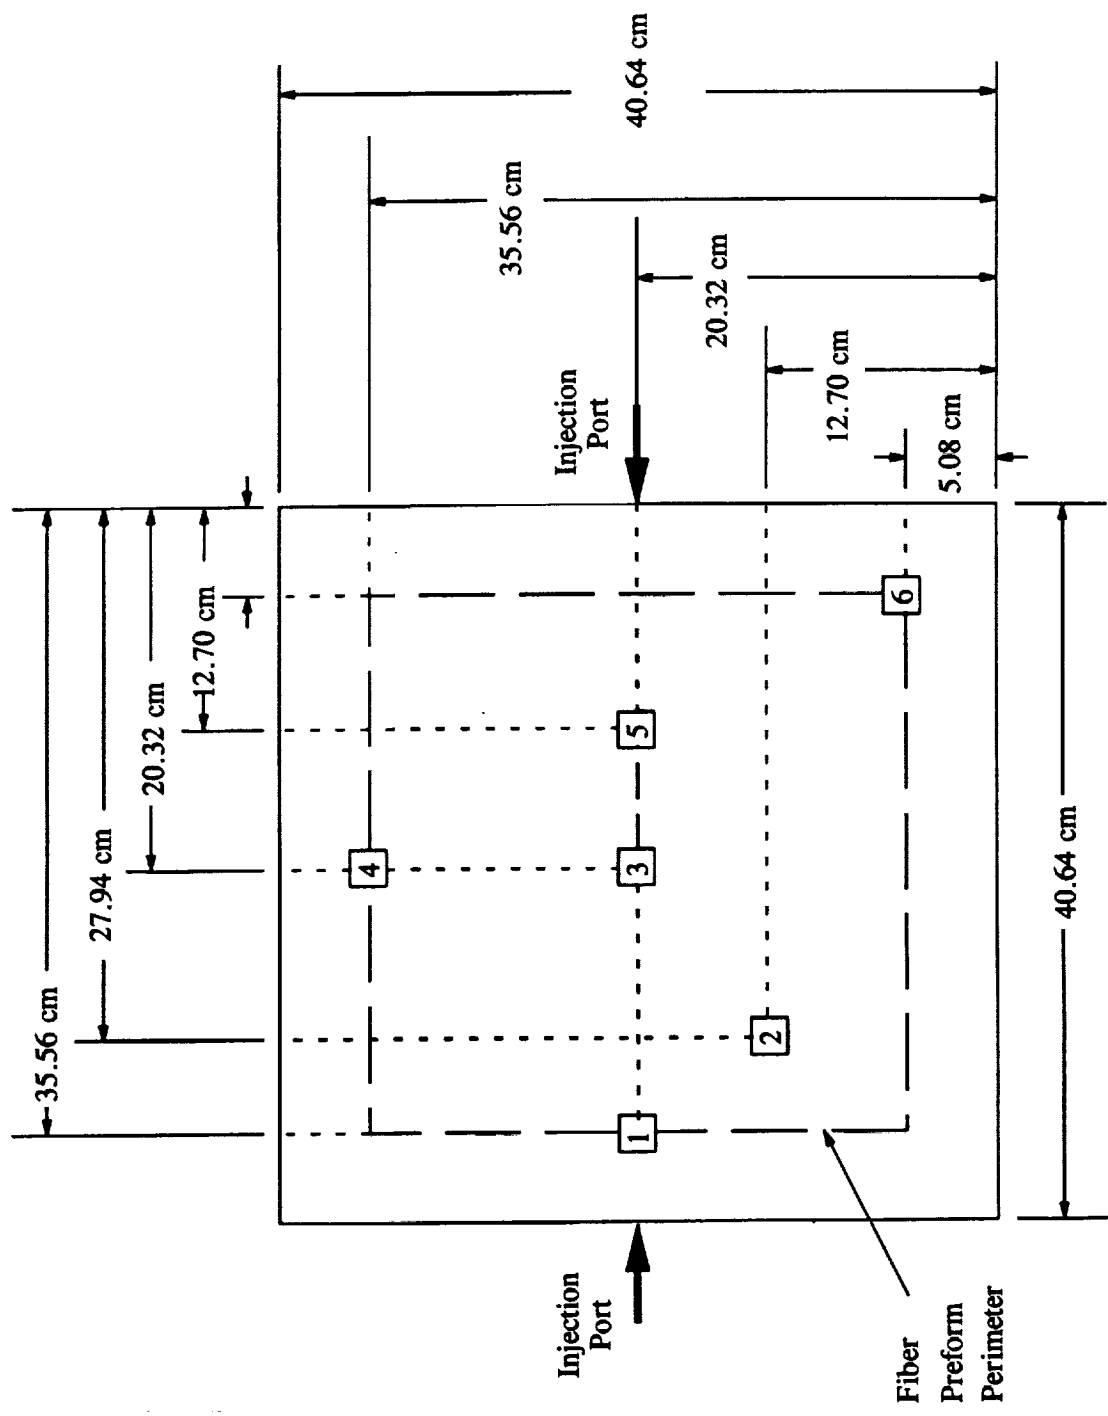 35.56 cm
27.94 cm
20.32 cm
12.70 cm
40.64 cm
35.56 cm
20.32 cm
12.70 cm
5.08 cm
Injection
Port
4
5
3
6
2
1
40.64 cm
Injection
Port
Fiber
Preform
Perimeter